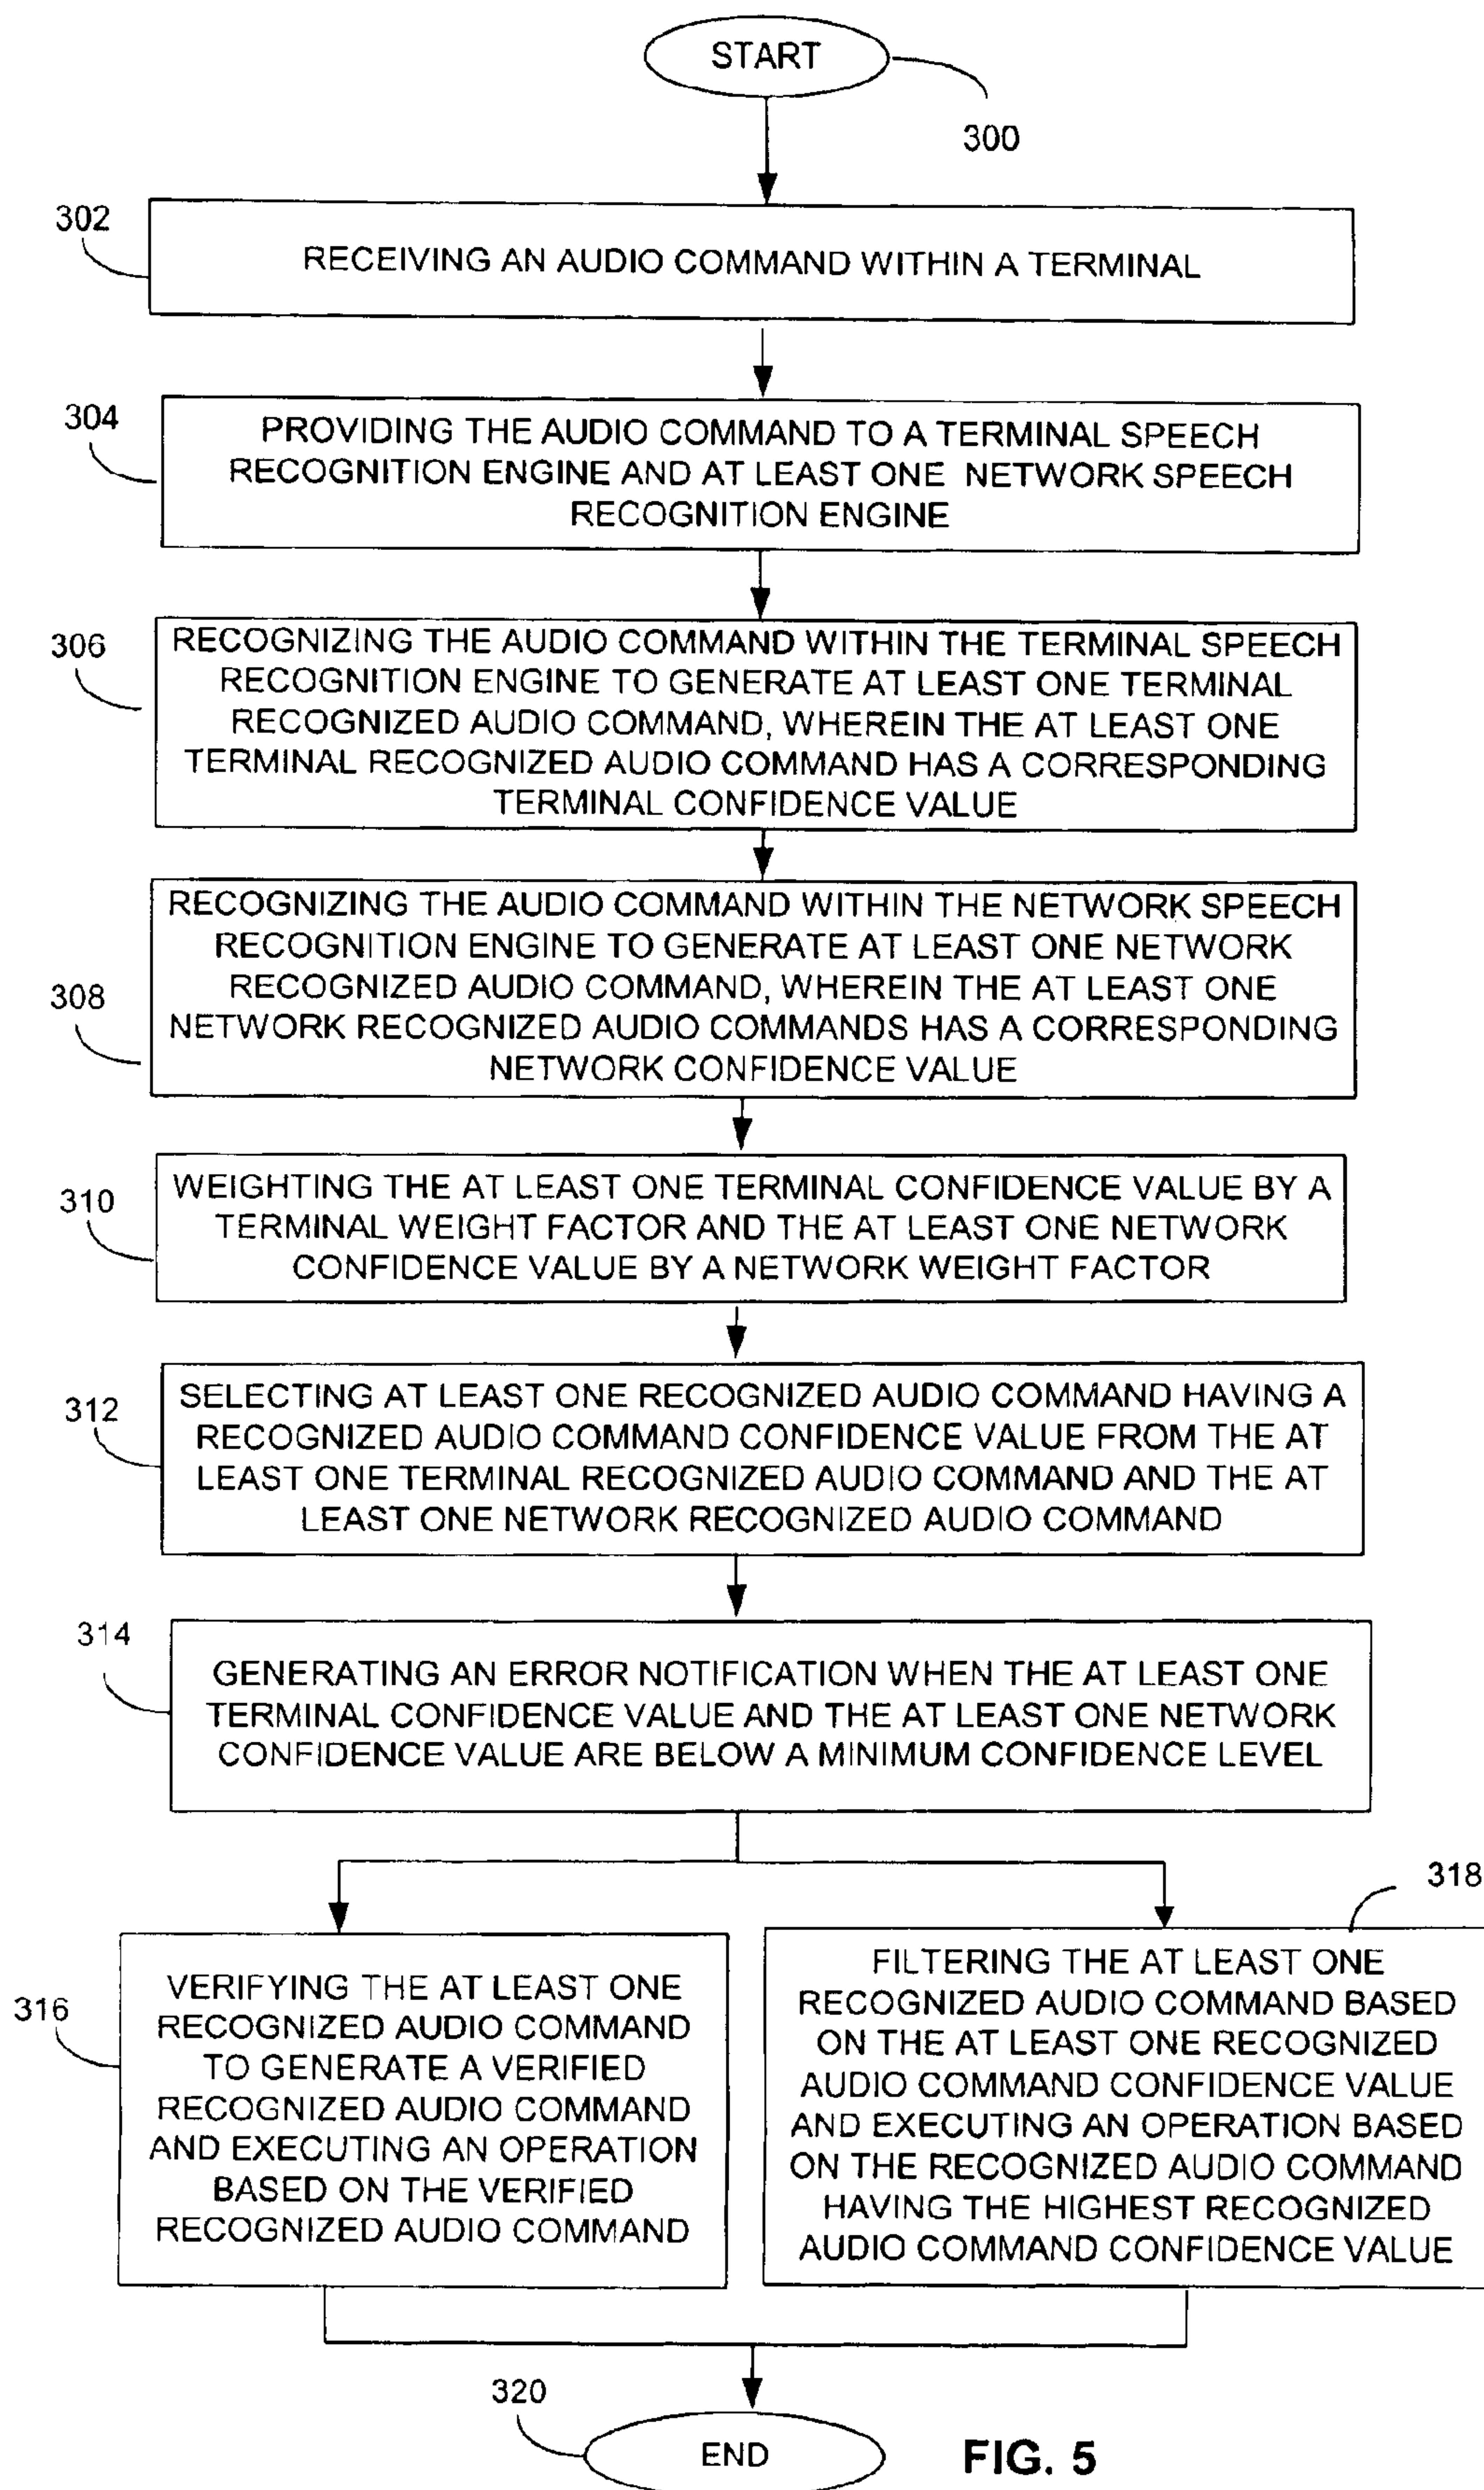 START
300
302
RECEIVING AN AUDIO COMMAND WITHIN A TERMINAL
304
PROVIDING THE AUDIO COMMAND TO A TERMINAL SPEECH
RECOGNITION ENGINE AND AT LEAST ONE NETWORK SPEECH
RECOGNITION ENGINE
306
RECOGNIZING THE AUDIO COMMAND WITHIN THE TERMINAL SPEECH
RECOGNITION ENGINE TO GENERATE AT LEAST ONE TERMINAL
RECOGNIZED AUDIO COMMAND, WHEREIN THE AT LEAST ONE
TERMINAL RECOGNIZED AUDIO COMMAND HAS A CORRESPONDING
TERMINAL CONFIDENCE VALUE
308
RECOGNIZING THE AUDIO COMMAND WITHIN THE NETWORK SPEECH
RECOGNITION ENGINE TO GENERATE AT LEAST ONE NETWORK
RECOGNIZED AUDIO COMMAND, WHEREIN THE AT LEAST ONE
NETWORK RECOGNIZED AUDIO COMMANDS HAS A CORRESPONDING
NETWORK CONFIDENCE VALUE
310
WEIGHTING THE AT LEAST ONE TERMINAL CONFIDENCE VALUE BY A
TERMINAL WEIGHT FACTOR AND THE AT LEAST ONE NETWORK
CONFIDENCE VALUE BY A NETWORK WEIGHT FACTOR
312
SELECTING AT LEAST ONE RECOGNIZED AUDIO COMMAND HAVING A
RECOGNIZED AUDIO COMMAND CONFIDENCE VALUE FROM THE AT
LEAST ONE TERMINAL RECOGNIZED AUDIO COMMAND AND THE AT
LEAST ONE NETWORK RECOGNIZED AUDIO COMMAND
314
GENERATING AN ERROR NOTIFICATION WHEN THE AT LEAST ONE
TERMINAL CONFIDENCE VALUE AND THE AT LEAST ONE NETWORK
CONFIDENCE VALUE ARE BELOW A MINIMUM CONFIDENCE LEVEL
316
VERIFYING THE AT LEAST ONE
RECOGNIZED AUDIO COMMAND
TO GENERATE A VERIFIED
RECOGNIZED AUDIO COMMAND
AND EXECUTING AN OPERATION
BASED ON THE VERIFIED
RECOGNIZED AUDIO COMMAND
318
FILTERING THE AT LEAST ONE
RECOGNIZED AUDIO COMMAND BASED
ON THE AT LEAST ONE RECOGNIZED
AUDIO COMMAND CONFIDENCE VALUE
AND EXECUTING AN OPERATION BASED
ON THE RECOGNIZED AUDIO COMMAND
HAVING THE HIGHEST RECOGNIZED
AUDIO COMMAND CONFIDENCE VALUE
320
END
FIG. 5